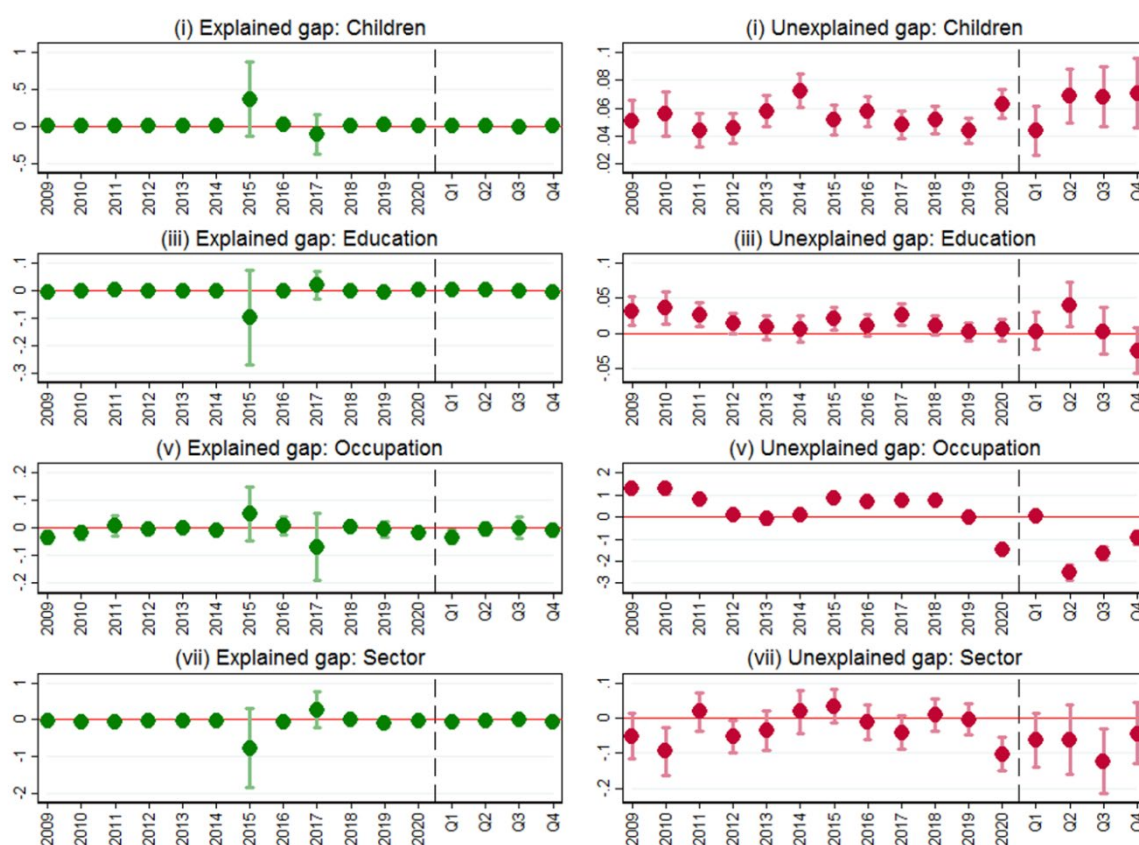 (i) Explained gap: Children
1
.5
0
-.5
2009 2010 2011 2012 2013 2014 2015 2016 2017 2018 2019 2020 Q1 Q2 Q3 Q4
(i) Unexplained gap: Children
.1
.08
.06
.04
.02
2009 2010 2011 2012 2013 2014 2015 2016 2017 2018 2019 2020 Q1 Q2 Q3 Q4
(iii) Explained gap: Education
.1
0
-.1
-.2
-.3
2009 2010 2011 2012 2013 2014 2015 2016 2017 2018 2019 2020 Q1 Q2 Q3 Q4
(iii) Unexplained gap: Education
.1
.05
0
-.05
2009 2010 2011 2012 2013 2014 2015 2016 2017 2018 2019 2020 Q1 Q2 Q3 Q4
(v) Explained gap: Occupation
.2
.1
0
-.1
-.2
2009 2010 2011 2012 2013 2014 2015 2016 2017 2018 2019 2020 Q1 Q2 Q3 Q4
(v) Unexplained gap: Occupation
.2
.1
0
-.1
-.2
-.3
2009 2010 2011 2012 2013 2014 2015 2016 2017 2018 2019 2020 Q1 Q2 Q3 Q4
(vii) Explained gap: Sector
.1
0
-.1
-.2
2009 2010 2011 2012 2013 2014 2015 2016 2017 2018 2019 2020 Q1 Q2 Q3 Q4
(vii) Unexplained gap: Sector
.1
0
-.1
-.2
2009 2010 2011 2012 2013 2014 2015 2016 2017 2018 2019 2020 Q1 Q2 Q3 Q4